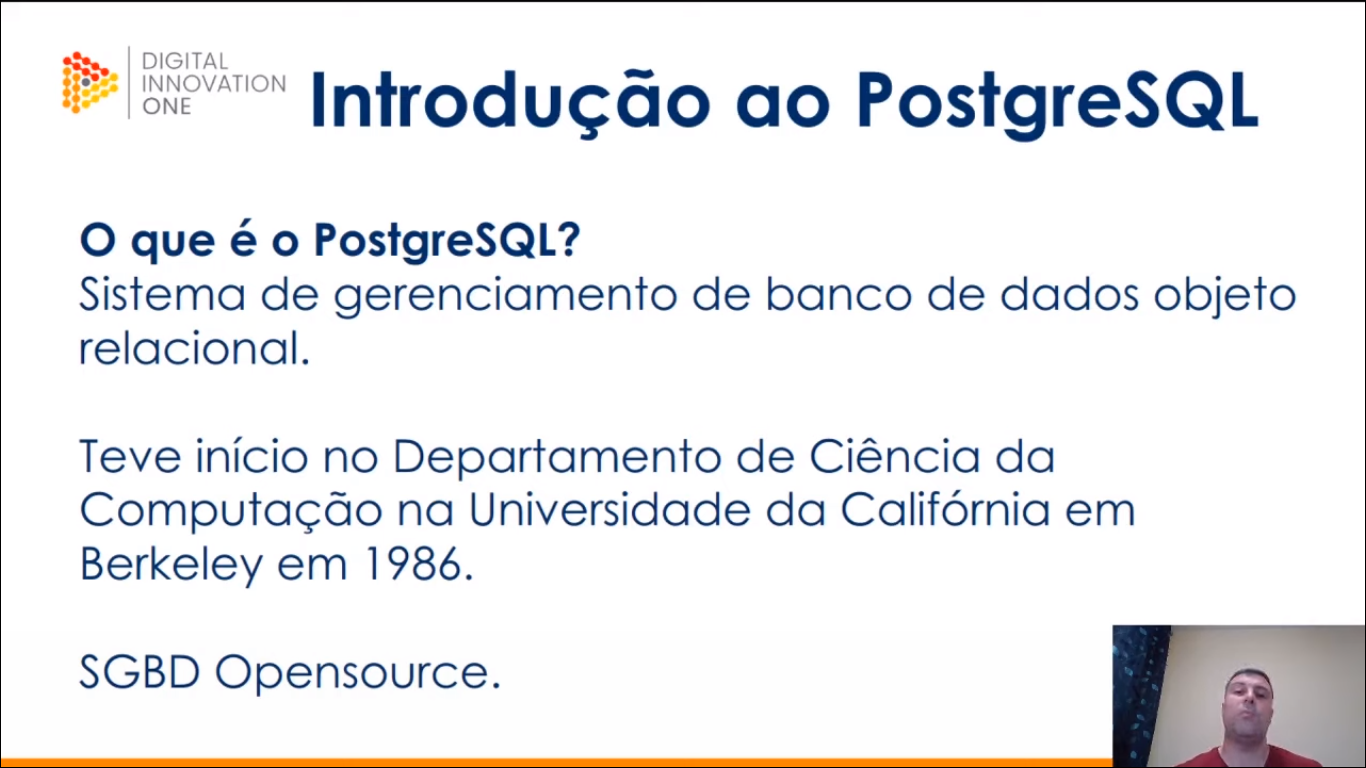 DIGITAL
INNOVATION
ONE
Introdução ao PostgreSQL
O que é o PostgreSQL?
Sistema de gerenciamento de banco de dados objeto
relacional.
Teve início no Departamento de Ciência da
Computação na Universidade da Califórnia em
Berkeley em 1986.
SGBD Opensource.